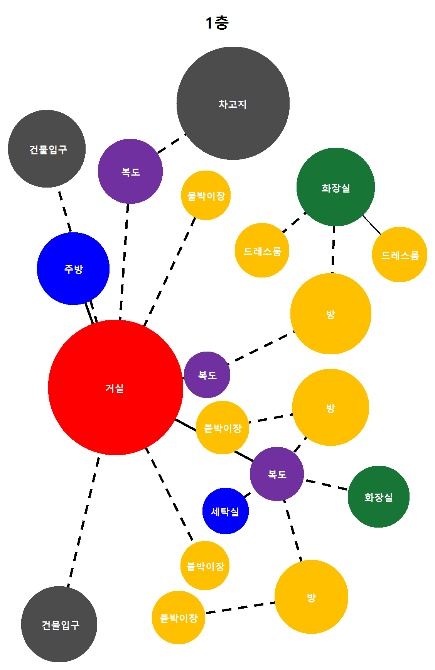 1층
차고지
건물입구
복도
붙박이장
화장실
드레스룸
드레스룸
주방
방
복도
거실
방
붙박이장
복도
화장실
세탁실
붙박이장
방
붙박이장
건물입구